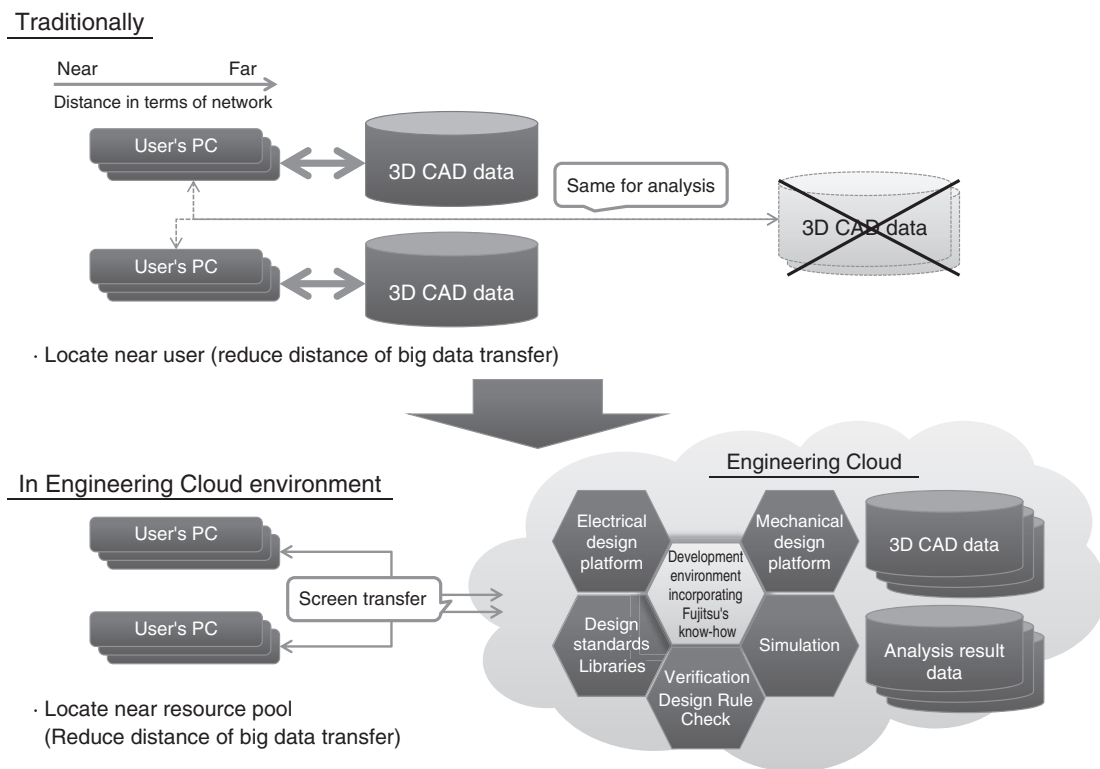 Traditionally
Near Far
Distance in terms of network
User's PC
3D CAD data
Same for analysis
3D CAD data
User's PC
3D CAD data
· Locate near user (reduce distance of big data transfer)
In Engineering Cloud environment
User's PC
Screen transfer
User's PC
· Locate near resource pool
(Reduce distance of big data transfer)
Engineering Cloud
Electrical
design
platform
Mechanical
design
platform
Development
environment
incorporating
Fujitsu's
know-how
Design
standards
Libraries
Simulation
Verification
Design Rule
Check
3D CAD data
Analysis result
data